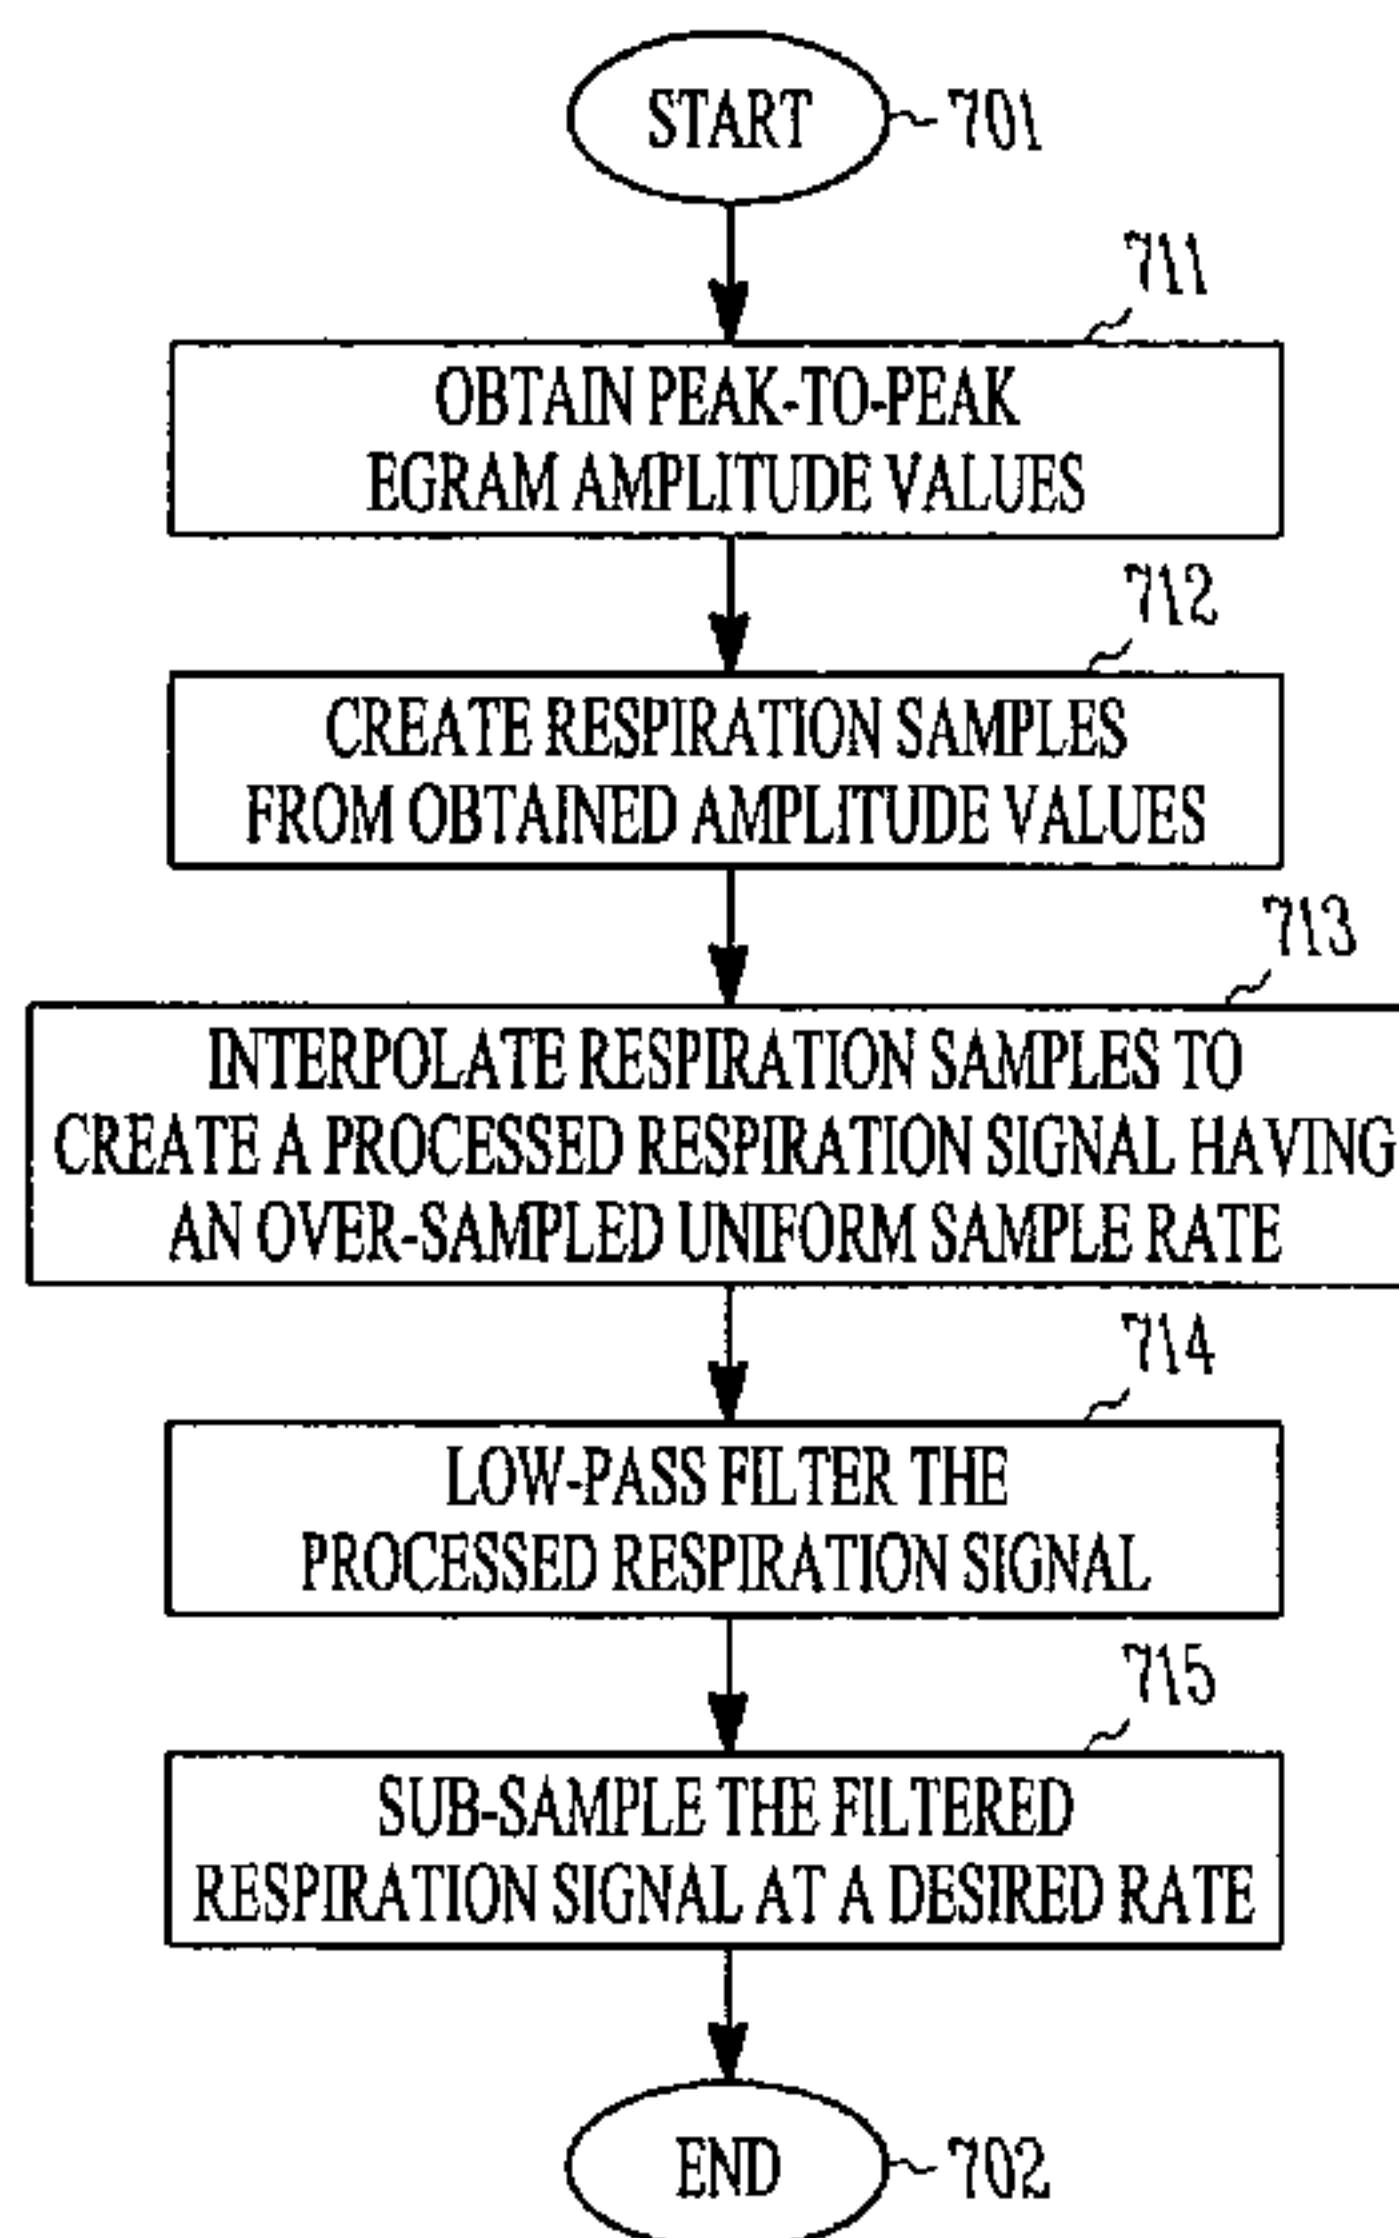 START
701
711
OBTAIN PEAK-TO-PEAK
EGRAM AMPLITUDE VALUES
712
CREATE RESPIRATION SAMPLES
FROM OBTAINED AMPLITUDE VALUES
713
INTERPOLATE RESPIRATION SAMPLES TO
CREATE A PROCESSED RESPIRATION SIGNAL HAVING
AN OVER-SAMPLED UNIFORM SAMPLE RATE
714
LOW-PASS FILTER THE
PROCESSED RESPIRATION SIGNAL
715
SUB-SAMPLE THE FILTERED
RESPIRATION SIGNAL AT A DESIRED RATE
END
702